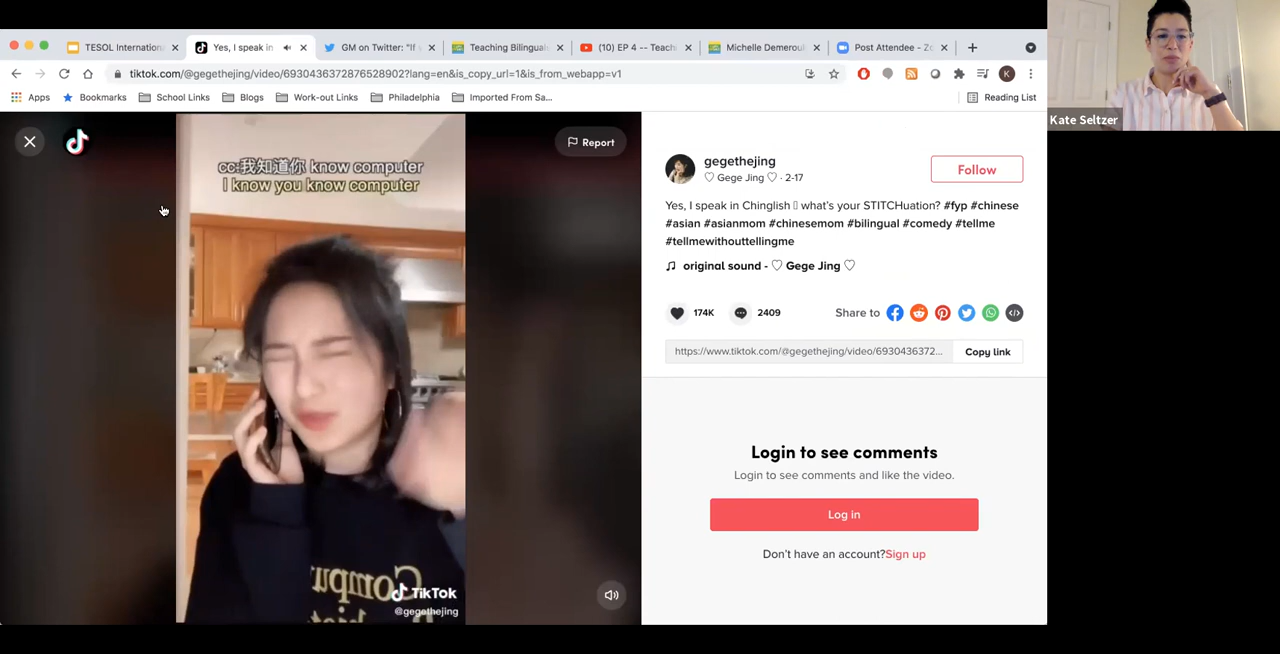 TESOL Internationa
Yes, I speak in
GM on Twitter: "If
Teaching Bilingual
(10) EP 4 -- Teach
Michelle Demerou
Post Attendee - Zo
tiktok.com/@gegethejing/video/6930436372876528902?lang=en&is_copy_url=1&is_from_webapp=v1
K
Apps
Bookmarks
School Links
Blogs
Work-out Links
Philadelphia
Imported From Sa...
Reading List
Kate Seltzer
Report
cc:我知道你 know computer
I know you know computer
TikTok
@gegethejing
gegethejing
♡ Gege Jing ♡ · 2-17
Follow
Yes, I speak in Chinglish ▯ what's your STITCHuation? #fyp #chinese
#asian #asianmom #chinesemom #bilingual #comedy #tellme
#tellmewithouttellingme
♫ original sound - ♡ Gege Jing ♡
174K
2409
Share to
https://www.tiktok.com/@gegethejing/video/6930436372...
Copy link
Login to see comments
Login to see comments and like the video.
Log in
Don't have an account?Sign up